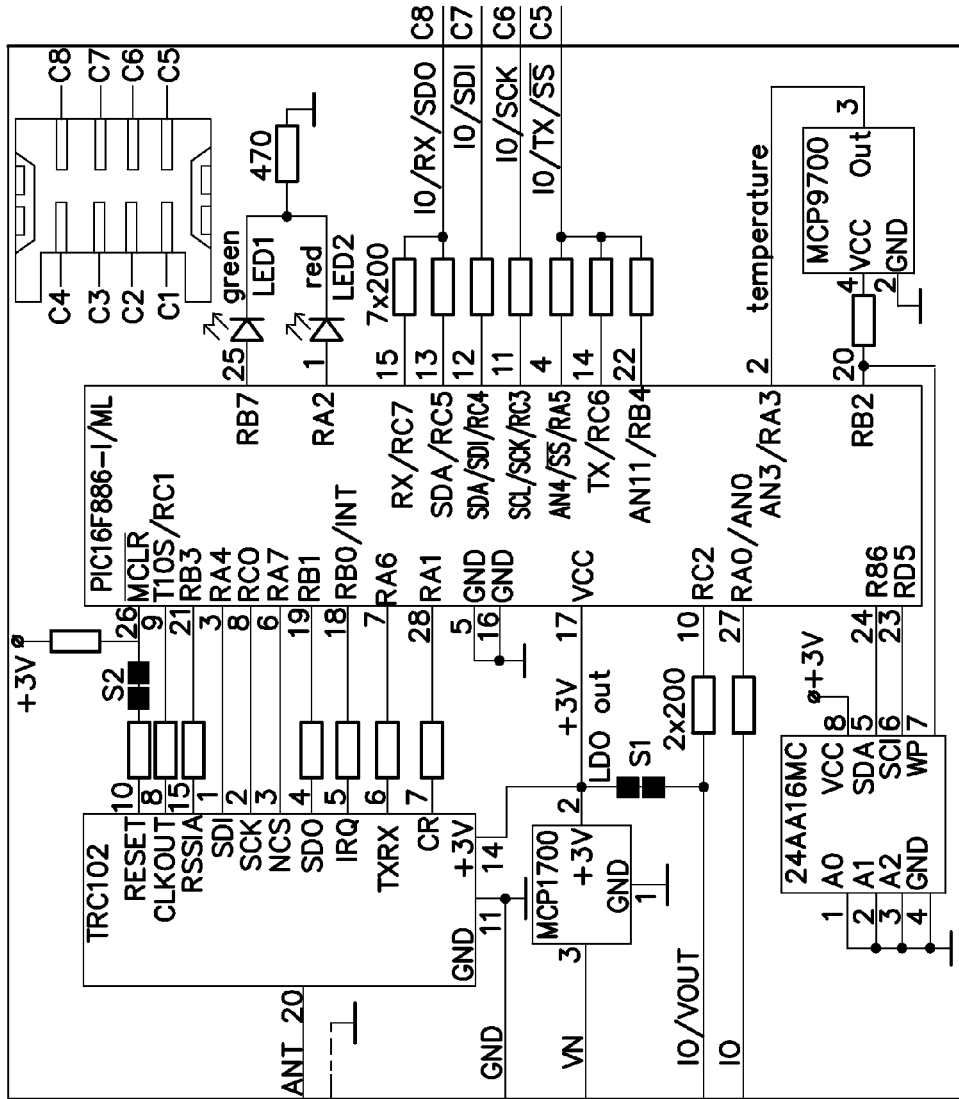 C4
C3
C2
C1
C8
C7
C6
C5
470
green
LED1
red
LED2
25
1
RB7
RA2
PIC16F886-I/ML
C8
C7
C6
C5
IO/RX/SDO
IO/SDI
IO/SCK
IO/TX/SS
7x200
15
13
12
11
4
14
22
RX/RC7
SDA/RC5
SDA/SDI/RC4
SCL/SCK/RC3
AN4/SS/RA5
TX/RC6
AN11/RB4
temperature
2
AN3/RA3
20
RB2
MCP9700
4
VCC
Out
3
2
GND
+3V
S2
26
9
21
3
8
6
19
18
7
28
MCLR
T10S/RC1
RB3
RA4
RC0
RA7
RB1
RB0/INT
RA6
RA1
5
16
GND
GND
17
VCC
+3V
LDO out
S1
2x200
10
27
RC2
RA0/AN0
24
23
R86
RD5
+3V
TRC102
10
8
15
1
2
3
4
5
6
7
RESET
CLKOUT
RSSIA
SDI
SCK
NCS
SDO
IRQ
TXRX
CR
+3V
14
GND
11
ANT
20
MCP1700
2
+3V
GND
1
3
GND
VN
IO/VOUT
IO
24AA16MC
8
5
6
7
VCC
SDA
SCI
WP
1
2
3
4
A0
A1
A2
GND